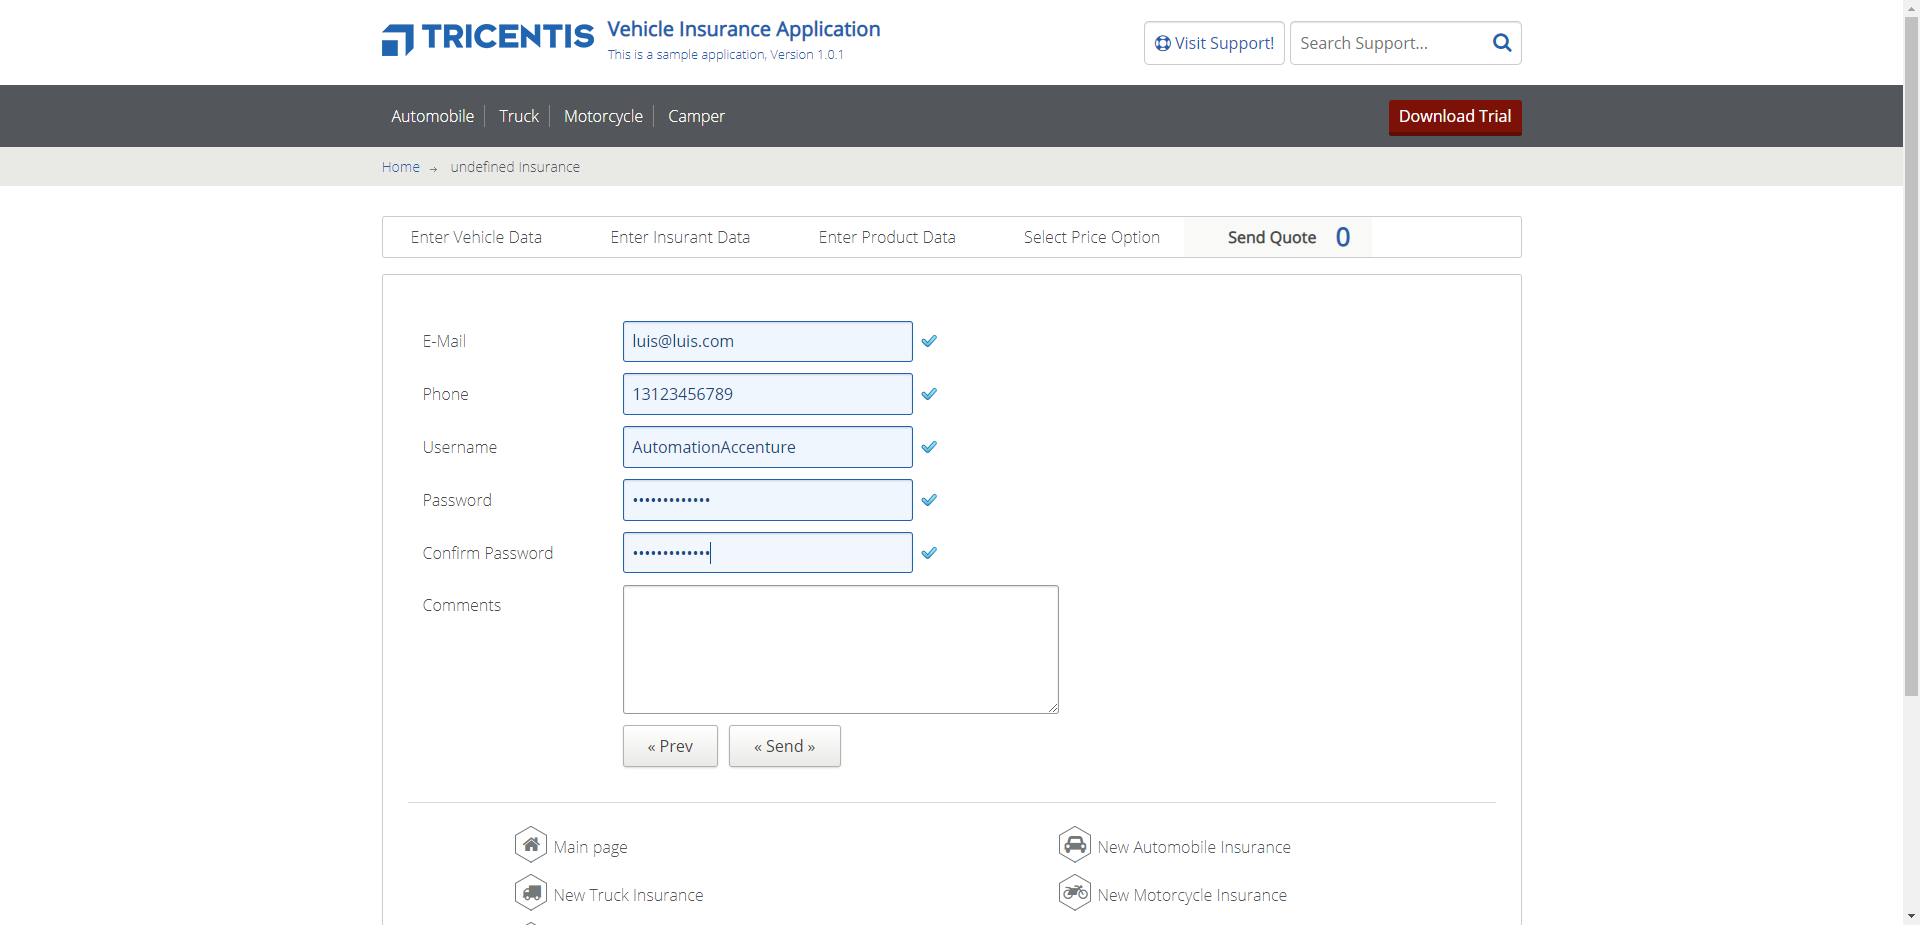 TRICENTIS
Vehicle Insurance Application
This is a sample application, Version 1.0.1
Visit Support!
Search Support...
Automobile
Truck
Motorcycle
Camper
Download Trial
Home → undefined Insurance
Enter Vehicle Data
Enter Insurant Data
Enter Product Data
Select Price Option
Send Quote 0
E-Mail
luis@luis.com
Phone
13123456789
Username
AutomationAccenture
Password
•••••••••••••
Confirm Password
•••••••••••••
Comments
« Prev
« Send »
Main page
New Automobile Insurance
New Truck Insurance
New Motorcycle Insurance